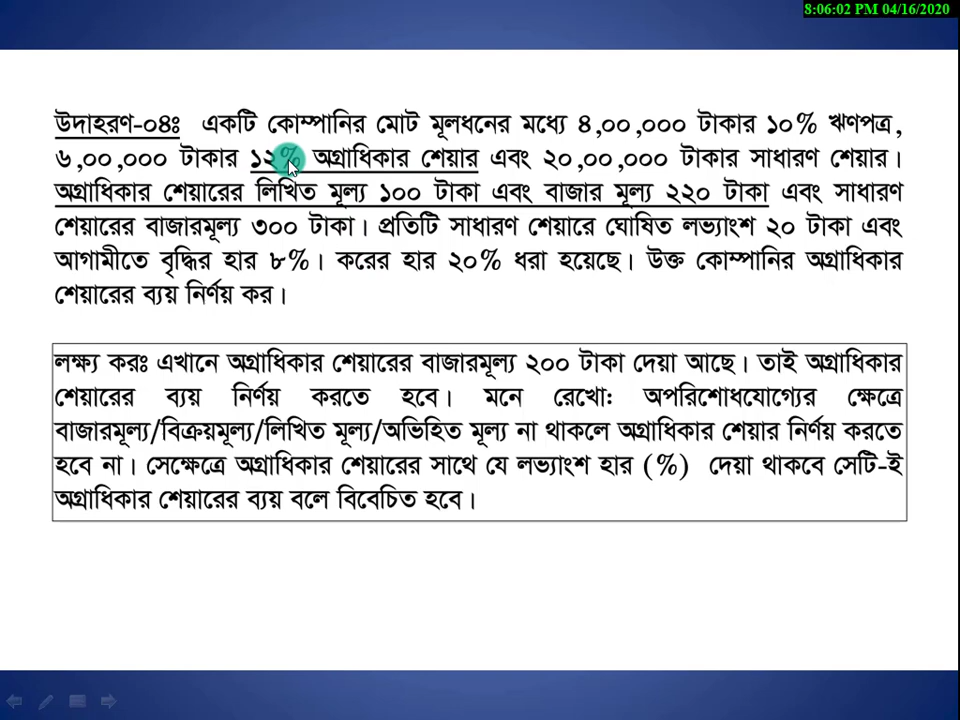 8:06:02 PM 04/16/2020
উদাহরণ-০৪ঃ একটি কোম্পানির মোট মূলধনের মধ্যে ৪,০০,০০০ টাকার ১০% ঋণপত্র,
৬,০০,০০০ টাকার ১২% অগ্রাধিকার শেয়ার এবং ২০,০০,০০০ টাকার সাধারণ শেয়ার।
অগ্রাধিকার শেয়ারের লিখিত মূল্য ১০০ টাকা এবং বাজার মূল্য ২২০ টাকা এবং সাধারণ
শেয়ারের বাজারমূল্য ৩০০ টাকা। প্রতিটি সাধারণ শেয়ারে ঘোষিত লভ্যাংশ ২০ টাকা এবং
আগামীতে বৃদ্ধির হার ৮%। করের হার ২০% ধরা হয়েছে। উক্ত কোম্পানির অগ্রাধিকার
শেয়ারের ব্যয় নির্ণয় কর।
লক্ষ্য করঃ এখানে অগ্রাধিকার শেয়ারের বাজারমূল্য ২০০ টাকা দেয়া আছে। তাই অগ্রাধিকার
শেয়ারের ব্যয় নির্ণয় করতে হবে। মনে রেখো: অপরিশোধযোগ্যের ক্ষেত্রে
বাজারমূল্য/বিক্রয়মূল্য/লিখিত মূল্য/অভিহিত মূল্য না থাকলে অগ্রাধিকার শেয়ার নির্ণয় করতে
হবে না। সেক্ষেত্রে অগ্রাধিকার শেয়ারের সাথে যে লভ্যাংশ হার (%) দেয়া থাকবে সেটি-ই
অগ্রাধিকার শেয়ারের ব্যয় বলে বিবেচিত হবে।